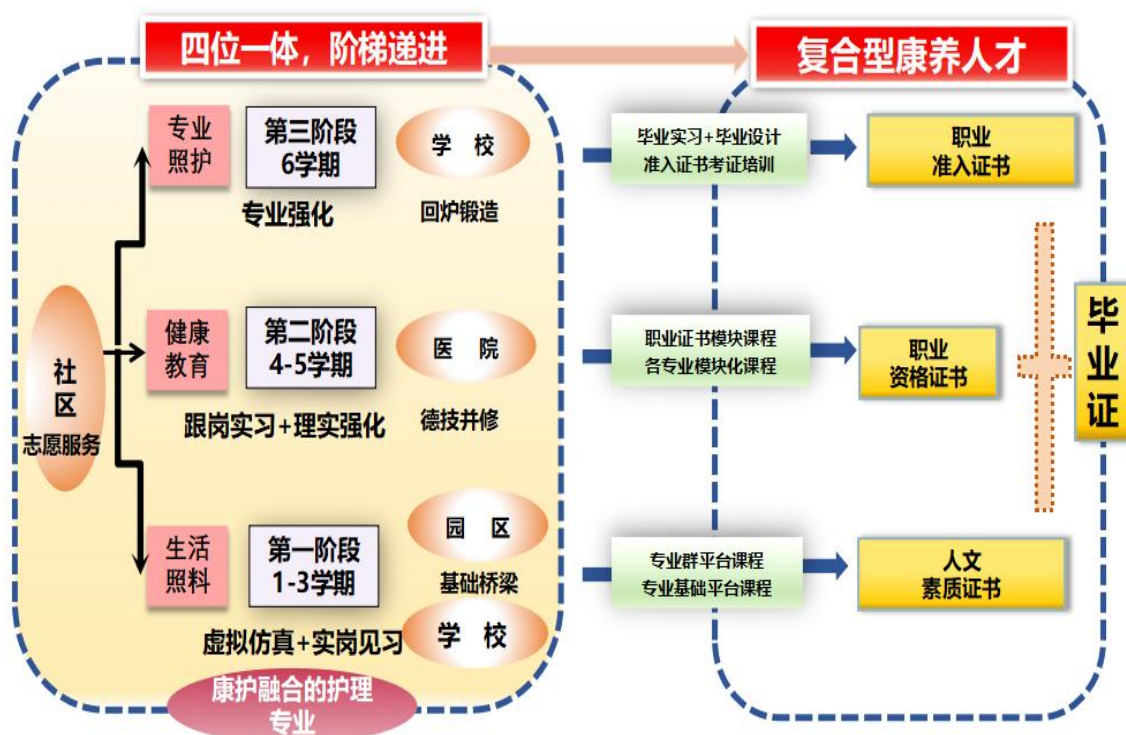 四位一体，阶梯递进
复合型康养人才
专业
照护
第三阶段
6学期
学 校
专业强化
回炉锻造
毕业实习+毕业设计
准入证书考证培训
职业
准入证书
社
区
志愿服务
健康
教育
第二阶段
4-5学期
医 院
跟岗实习+理实强化
德技并修
职业证书模块课程
各专业模块化课程
职业
资格证书
毕
业
证
生活
照料
第一阶段
1-3学期
园 区
基础桥梁
学 校
虚拟仿真+实岗见习
专业群平台课程
专业基础平台课程
人文
素质证书
康护融合的护理
专业